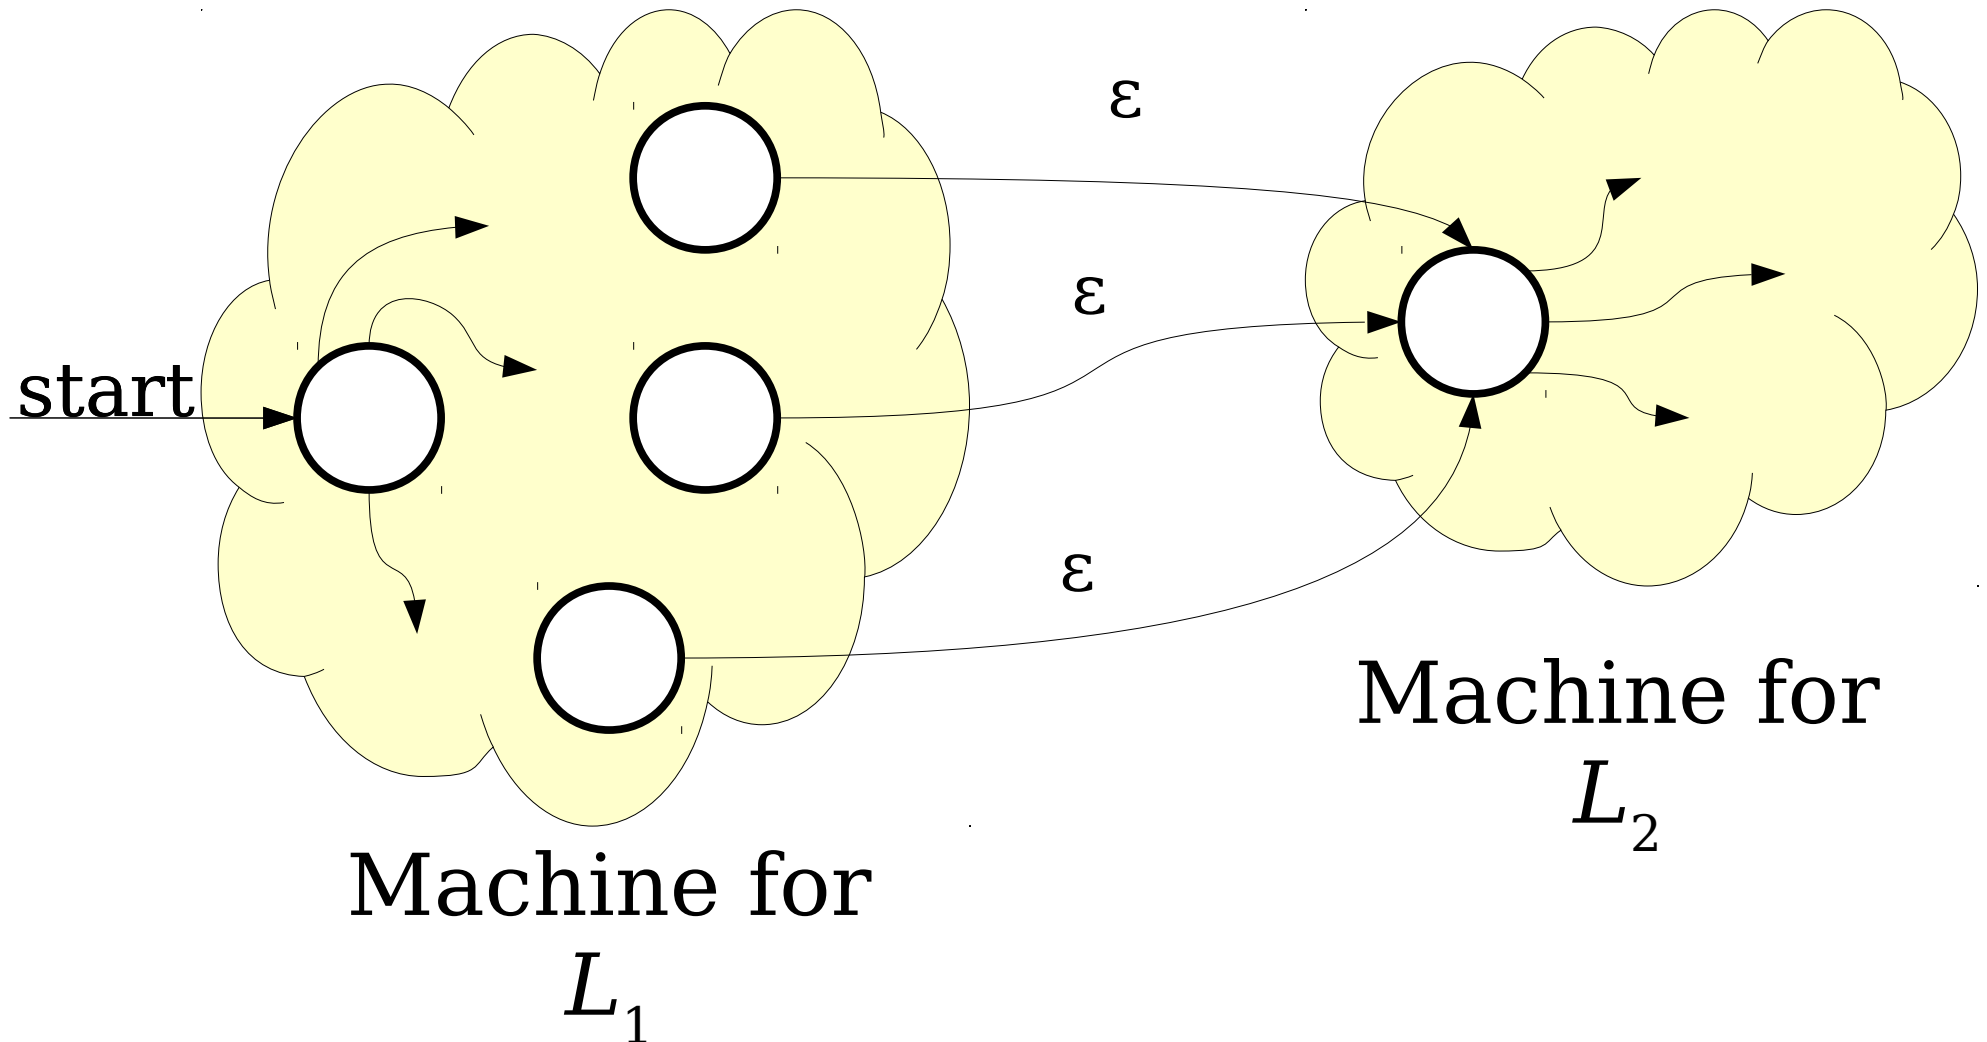 ε
ε
start
ε
Machine for
L₂
Machine for
L₁